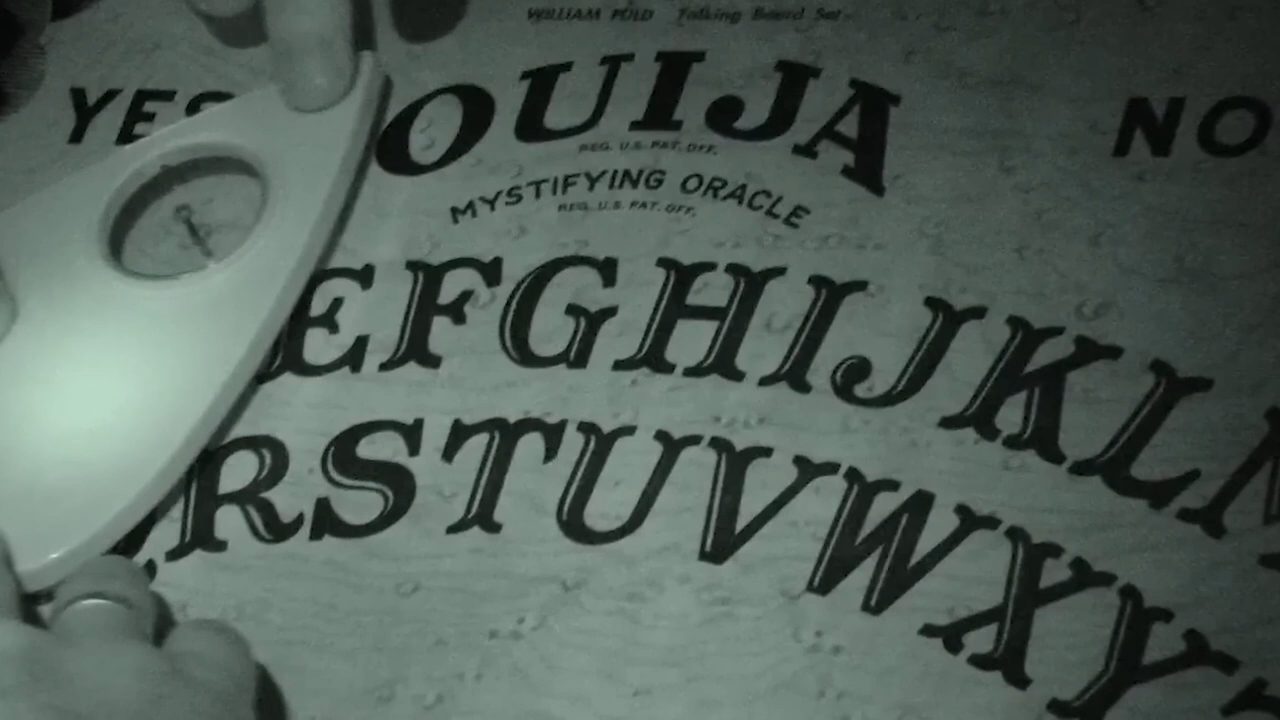 WILLIAM FULD Talking Board Set
YES
OUIJA
NO
REG. U.S. PAT. OFF.
MYSTIFYING ORACLE
REG. U.S. PAT. OFF.
EFGHIJKL
RSTUVWXY